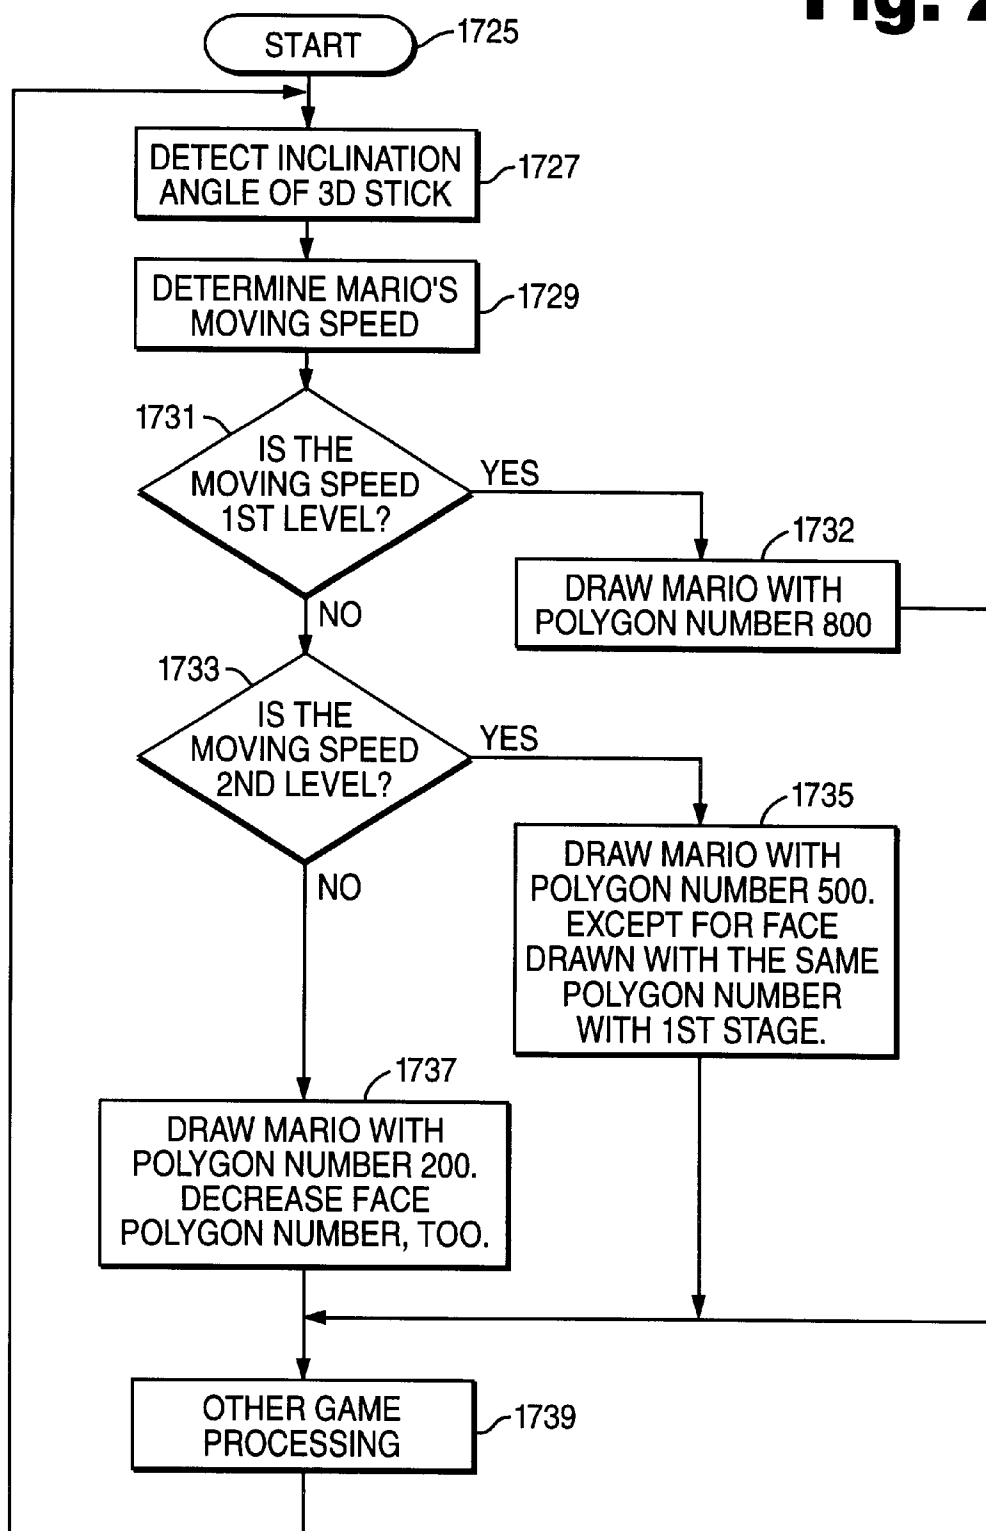 Fig. 2
START
1725
DETECT INCLINATION
ANGLE OF 3D STICK
1727
DETERMINE MARIO'S
MOVING SPEED
1729
1731
IS THE
MOVING SPEED
1ST LEVEL?
YES
1732
DRAW MARIO WITH
POLYGON NUMBER 800
NO
1733
IS THE
MOVING SPEED
2ND LEVEL?
YES
1735
DRAW MARIO WITH
POLYGON NUMBER 500.
EXCEPT FOR FACE
DRAWN WITH THE SAME
POLYGON NUMBER
WITH 1ST STAGE.
NO
1737
DRAW MARIO WITH
POLYGON NUMBER 200.
DECREASE FACE
POLYGON NUMBER, TOO.
OTHER GAME
PROCESSING
1739